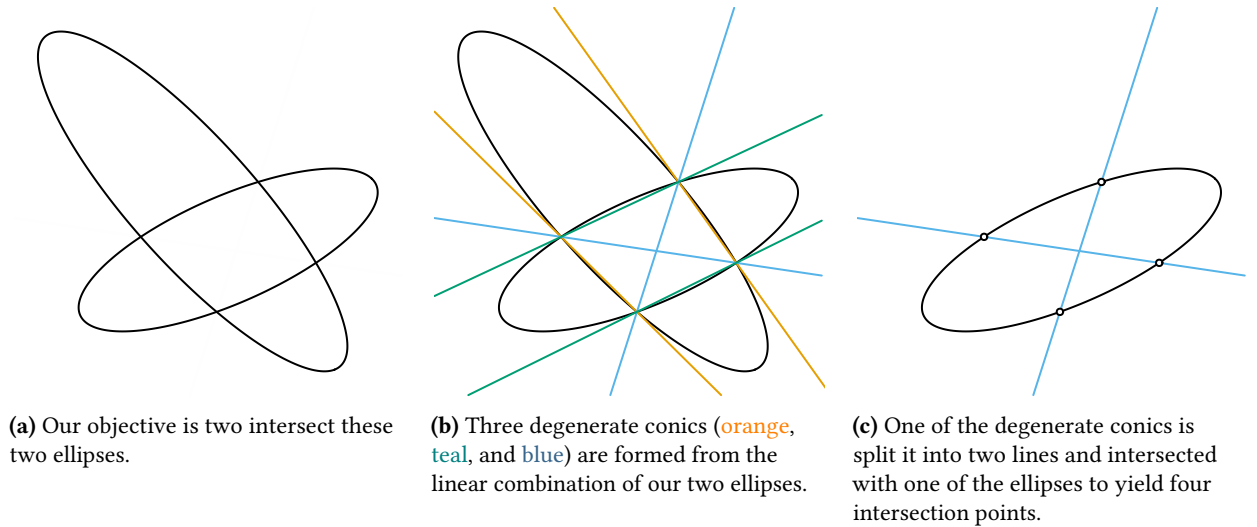 (a) Our objective is two intersect these
two ellipses.
(b) Three degenerate conics (orange,
teal, and blue) are formed from the
linear combination of our two ellipses.
(c) One of the degenerate conics is
split it into two lines and intersected
with one of the ellipses to yield four
intersection points.